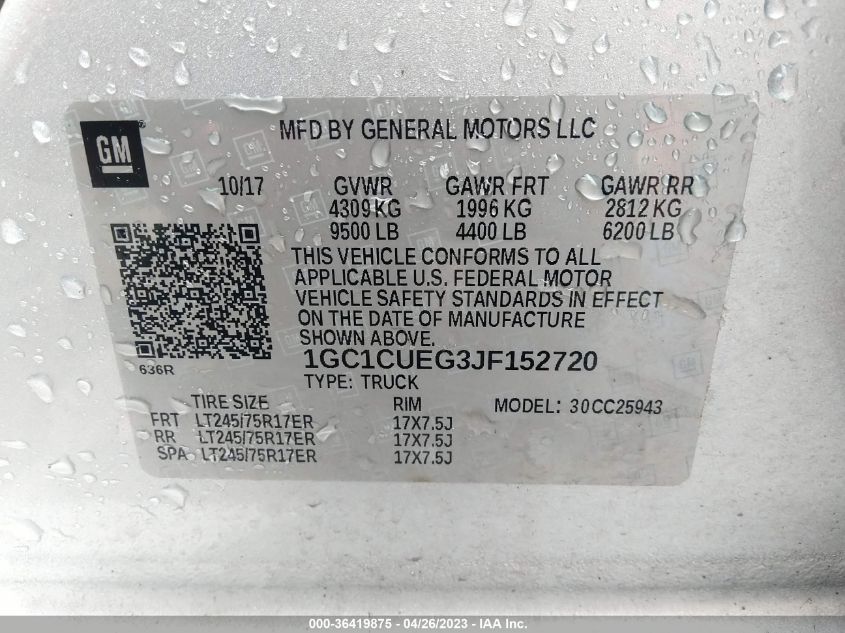 GM
MFD BY GENERAL MOTORS LLC
10/17 GVWR GAWR FRT GAWR RR
4309 KG 1996 KG 2812 KG
9500 LB 4400 LB 6200 LB
THIS VEHICLE CONFORMS TO ALL
APPLICABLE U.S. FEDERAL MOTOR
VEHICLE SAFETY STANDARDS IN EFFECT
ON THE DATE OF MANUFACTURE
SHOWN ABOVE.
636R
1GC1CUEG3JF152720
TYPE: TRUCK
TIRE SIZE RIM MODEL: 30CC25943
FRT LT245/75R17ER 17X7.5J
RR LT245/75R17ER 17X7.5J
SPA LT245/75R17ER 17X7.5J
000-36419875 - 04/26/2023 - IAA Inc.